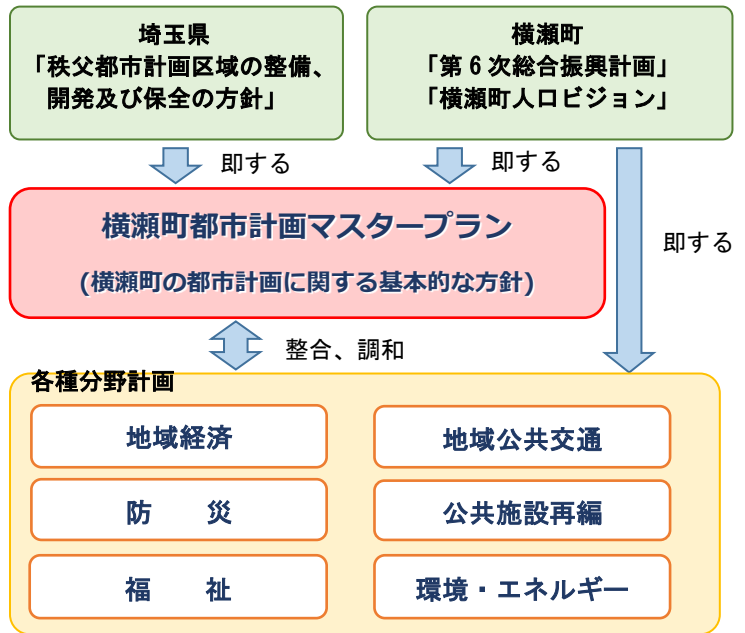 埼玉県
「秩父都市計画区域の整備、
開発及び保全の方針」
横瀬町
「第６次総合振興計画」
「横瀬町人口ビジョン」
即する
即する
即する
横瀬町都市計画マスタープラン
(横瀬町の都市計画に関する基本的な方針)
整合、調和
各種分野計画
地域経済
地域公共交通
防　　災
公共施設再編
福　　祉
環境・エネルギー